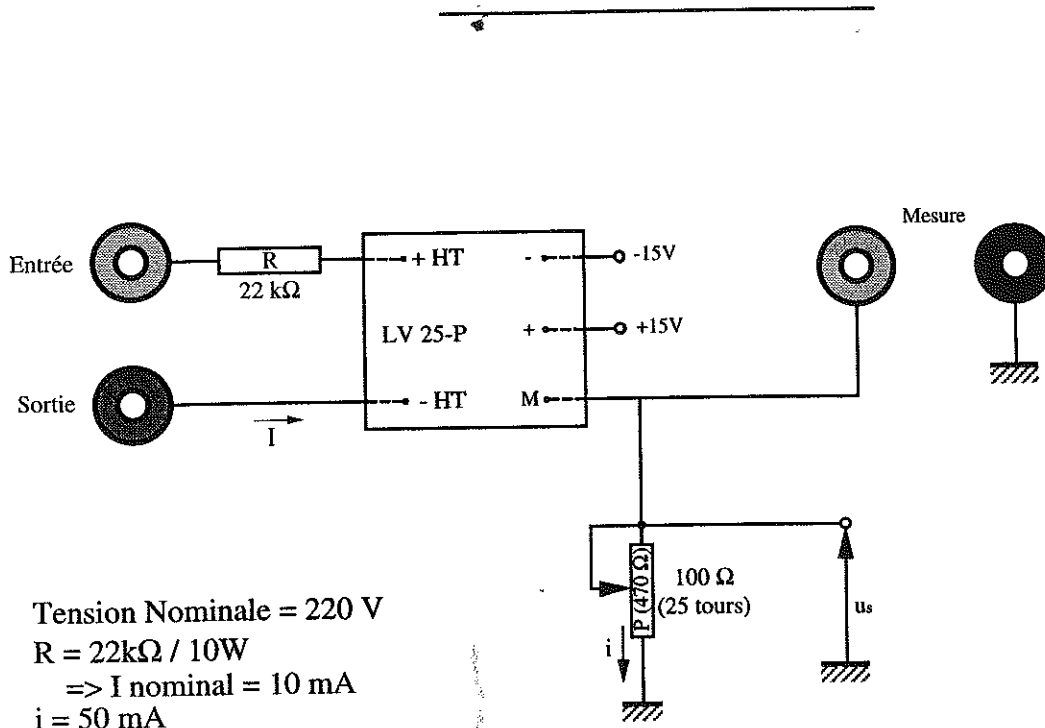 Mesure
Entrée
R
22 kΩ
+ HT
- HT
LV 25-P
-
+
M
-15V
+15V
Sortie
I
P (470 Ω)
100 Ω
(25 tours)
i
us
Tension Nominale = 220 V
R = 22kΩ / 10W
=> I nominal = 10 mA
i = 50 mA